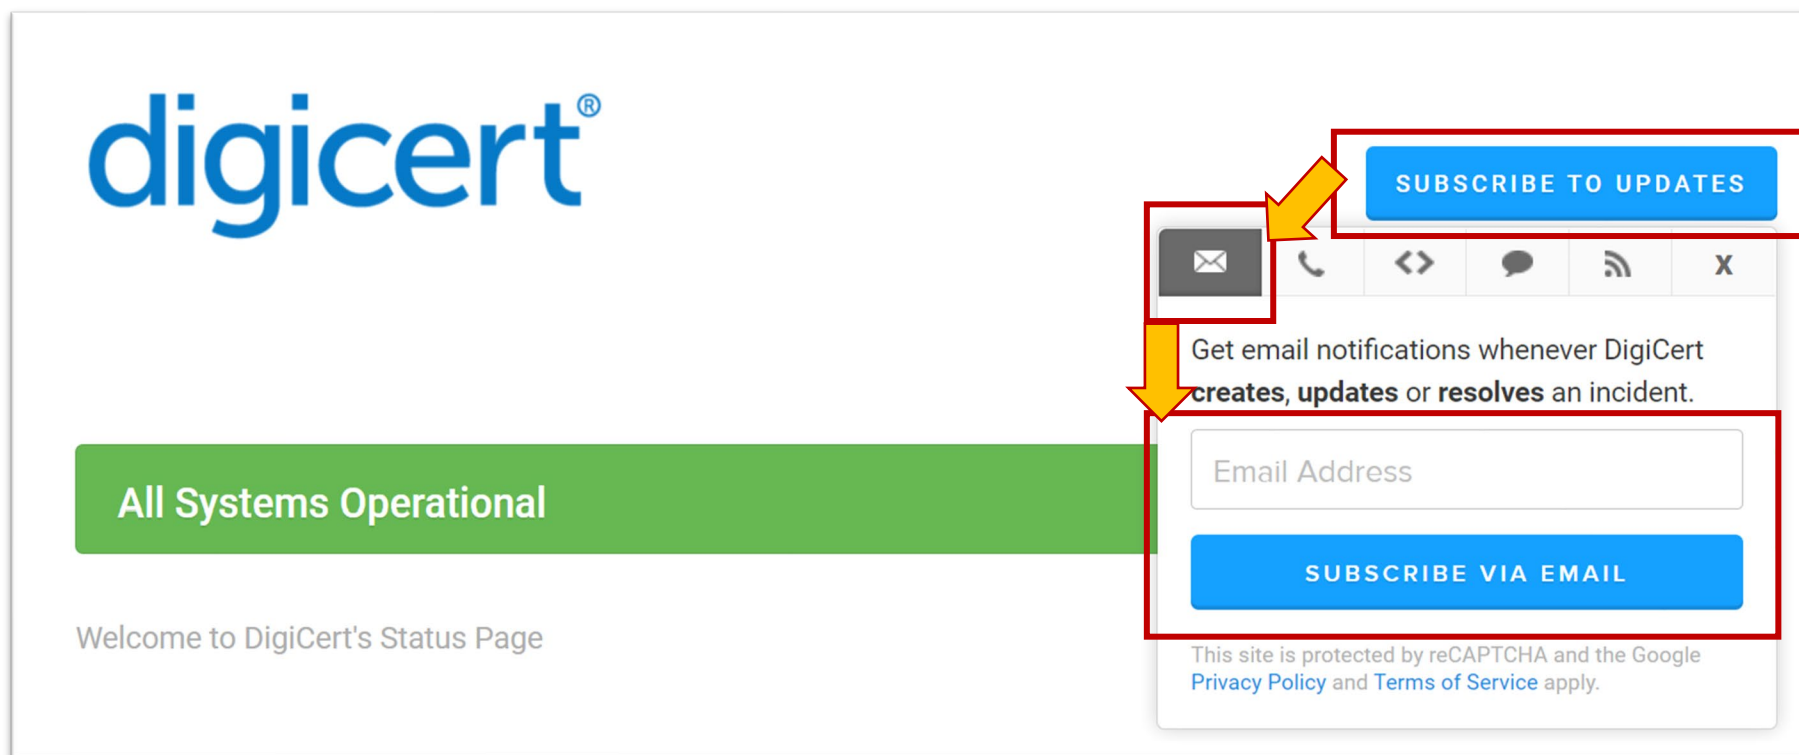 digicert®
SUBSCRIBE TO UPDATES
X
Get email notifications whenever DigiCert
creates, updates or resolves an incident.
Email Address
SUBSCRIBE VIA EMAIL
All Systems Operational
Welcome to DigiCert's Status Page
This site is protected by reCAPTCHA and the Google
Privacy Policy and Terms of Service apply.